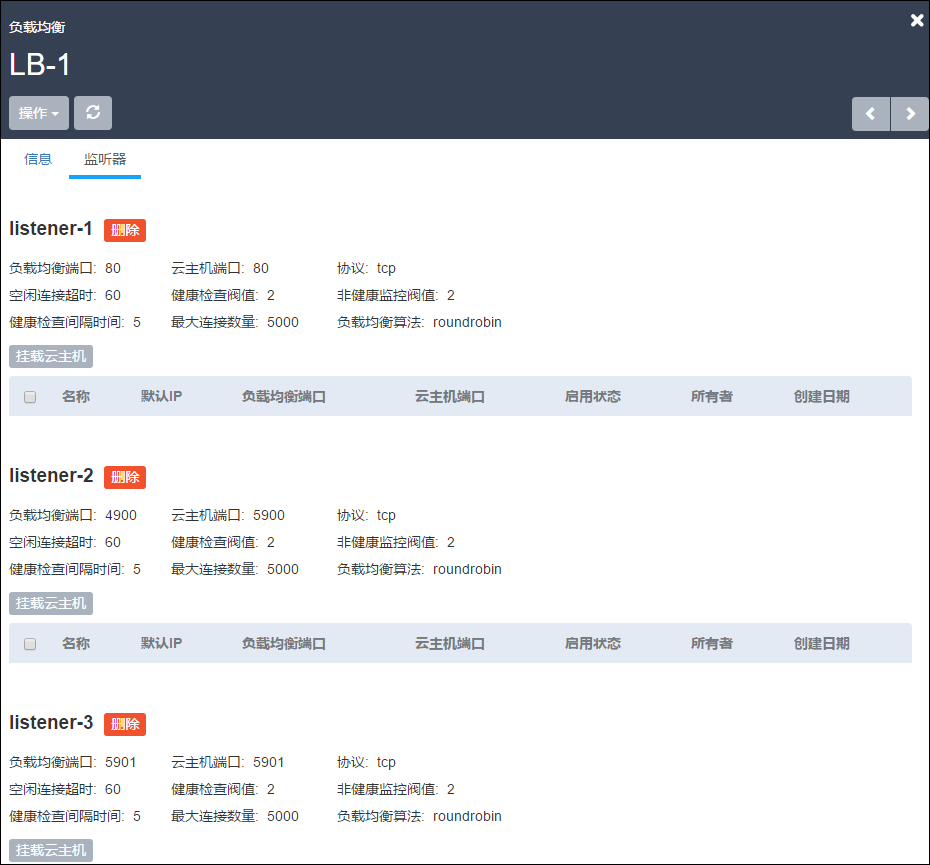 负载均衡
LB-1
操作
信息 监听器
listener-1 删除
负载均衡端口: 80 云主机端口: 80 协议: tcp
空闲连接超时: 60 健康检查阀值: 2 非健康监控阀值: 2
健康检查间隔时间: 5 最大连接数量: 5000 负载均衡算法: roundrobin
挂载云主机
名称 默认IP 负载均衡端口 云主机端口 启用状态 所有者 创建日期
listener-2 删除
负载均衡端口: 4900 云主机端口: 5900 协议: tcp
空闲连接超时: 60 健康检查阀值: 2 非健康监控阀值: 2
健康检查间隔时间: 5 最大连接数量: 5000 负载均衡算法: roundrobin
挂载云主机
名称 默认IP 负载均衡端口 云主机端口 启用状态 所有者 创建日期
listener-3 删除
负载均衡端口: 5901 云主机端口: 5901 协议: tcp
空闲连接超时: 60 健康检查阀值: 2 非健康监控阀值: 2
健康检查间隔时间: 5 最大连接数量: 5000 负载均衡算法: roundrobin
挂载云主机